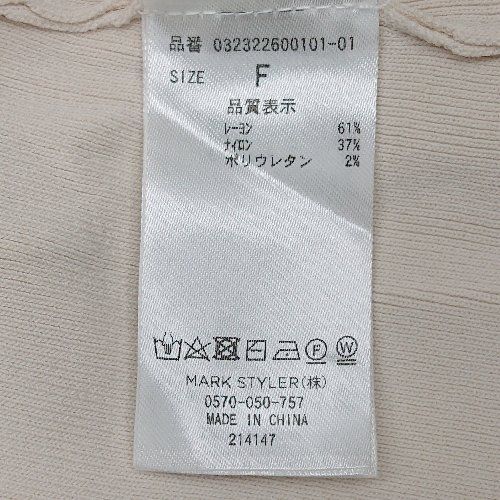 品番 032322600101-01
SIZE F
品質表示
レーヨン 61%
ナイロン 37%
ポリウレタン 2%
MARK STYLER(株)
0570-050-757
MADE IN CHINA
214147